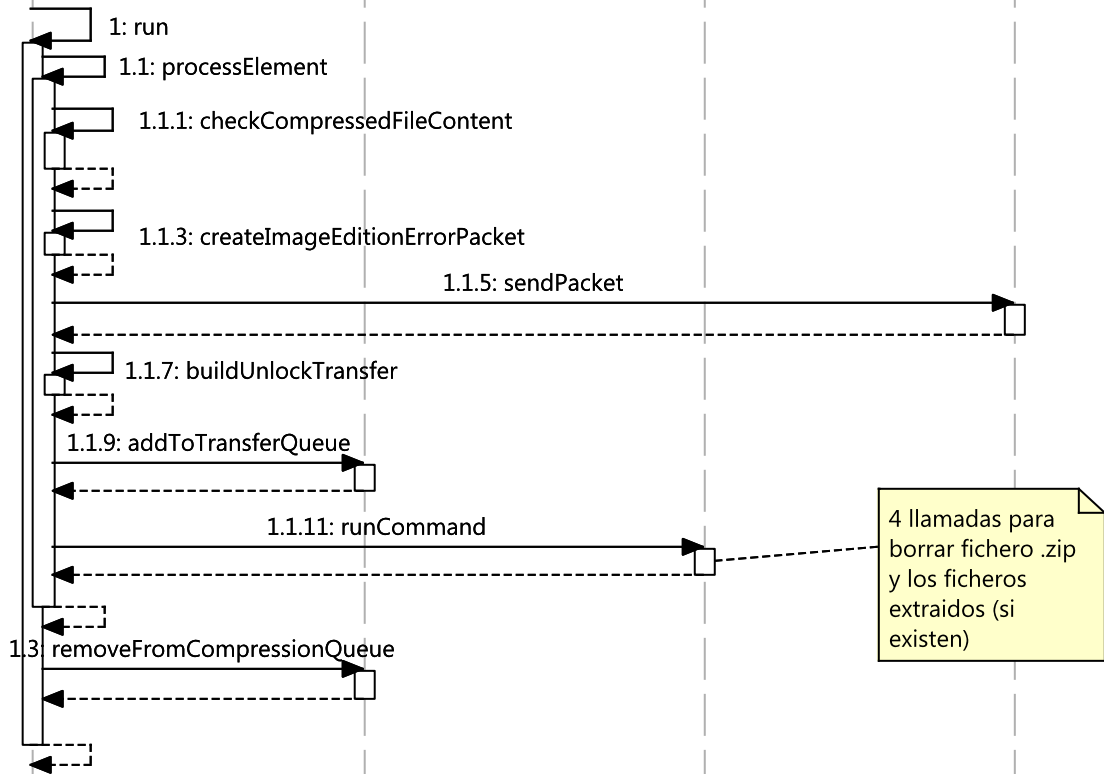 1: run
1.1: processElement
1.1.1: checkCompressedFileContent
1.1.3: createImageEditionErrorPacket
1.1.5: sendPacket
1.1.7: buildUnlockTransfer
1.1.9: addToTransferQueue
1.1.11: runCommand
4 llamadas para
borrar fichero .zip
y los ficheros
extraidos (si
existen)
1.3: removeFromCompressionQueue